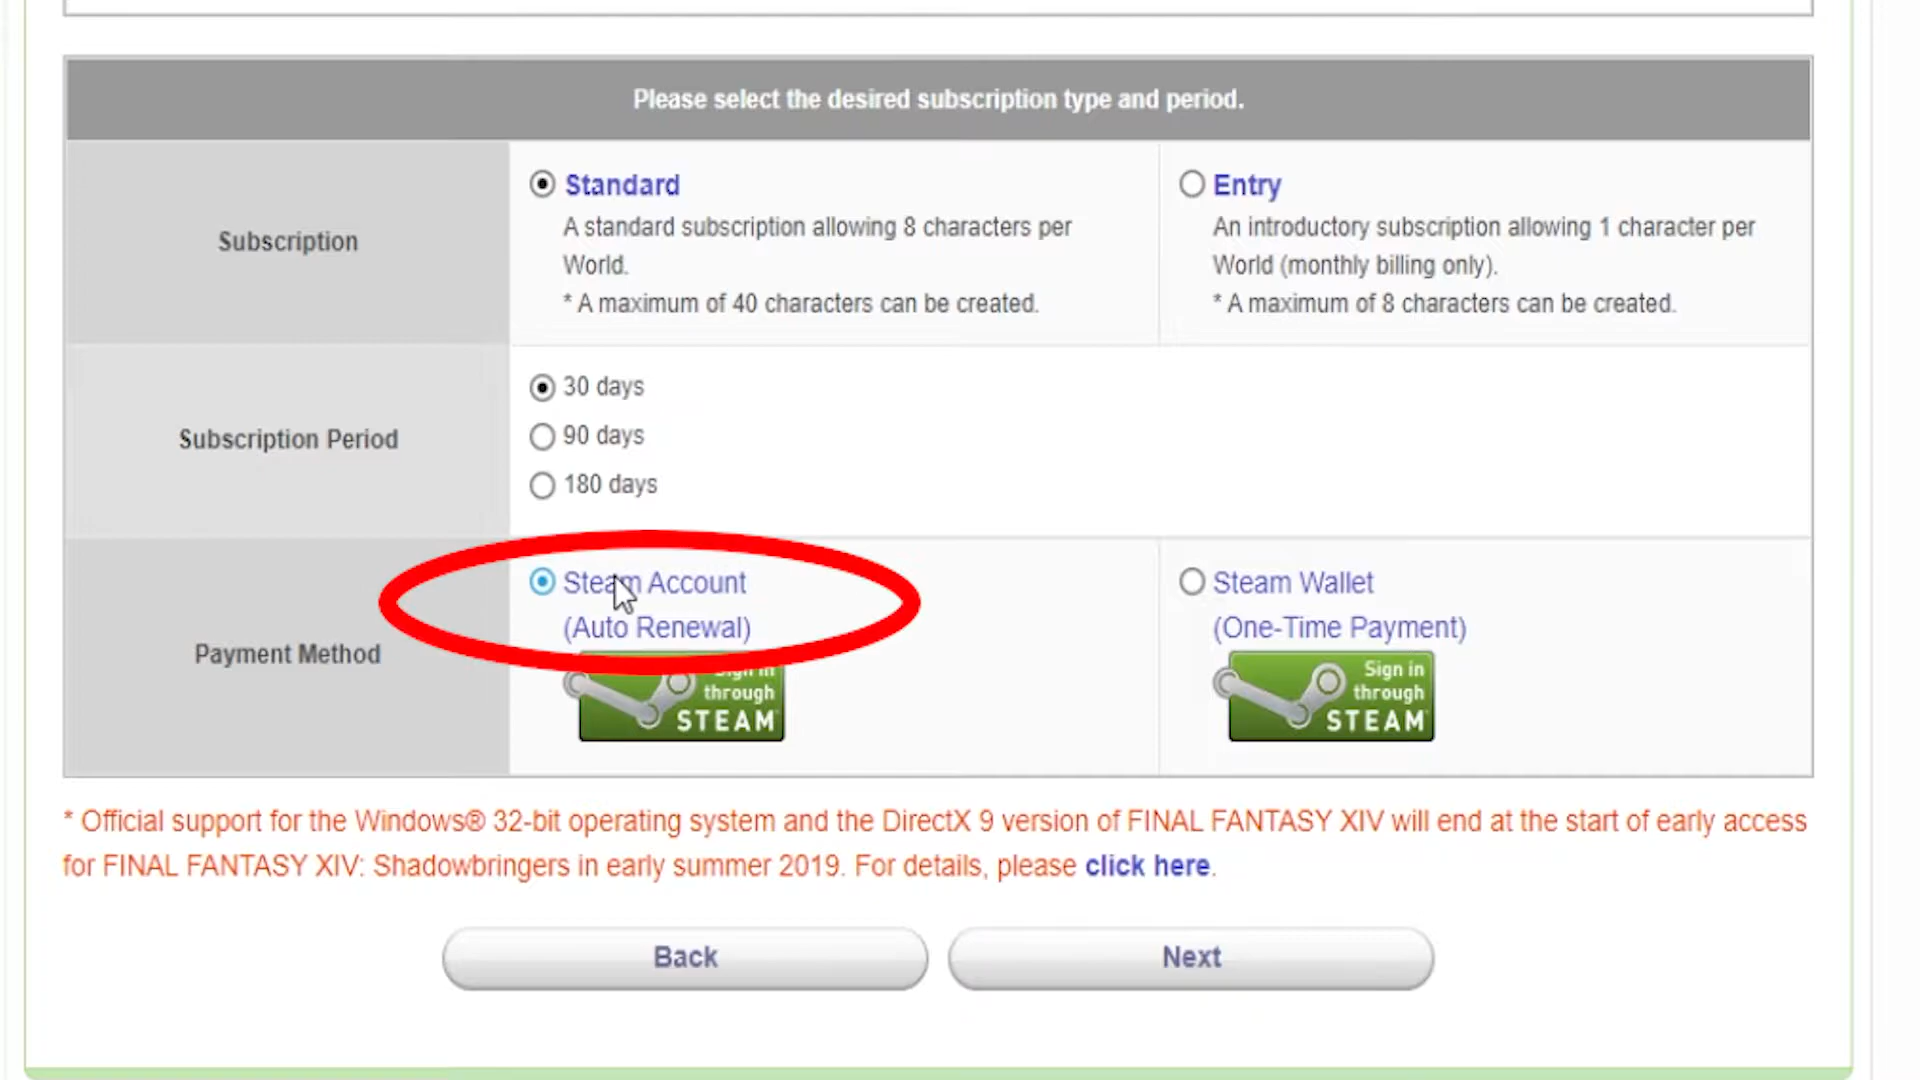 Please select the desired subscription type and period.
Subscription
Standard
A standard subscription allowing 8 characters per
World.
* A maximum of 40 characters can be created.
Entry
An introductory subscription allowing 1 character per
World (monthly billing only).
* A maximum of 8 characters can be created.
Subscription Period
30 days
90 days
180 days
Payment Method
Steam Account
(Auto Renewal)
Sign in
through
STEAM
Steam Wallet
(One-Time Payment)
Sign in
through
STEAM
* Official support for the Windows® 32-bit operating system and the DirectX 9 version of FINAL FANTASY XIV will end at the start of early access
for FINAL FANTASY XIV: Shadowbringers in early summer 2019. For details, please click here.
Back
Next